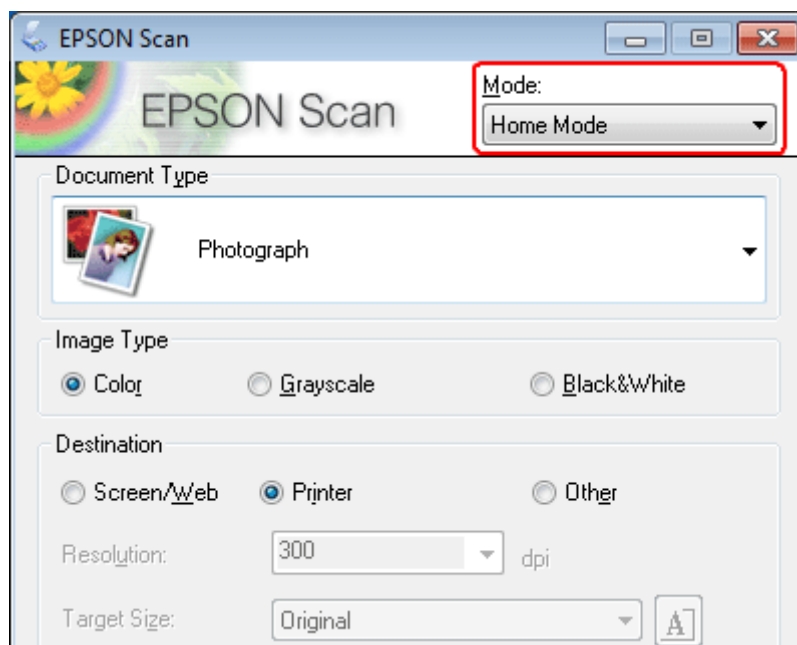 EPSON Scan
EPSON Scan
Mode:
Home Mode
Document Type
Photograph
Image Type
Color Grayscale Black&White
Destination
Screen/Web Printer Other
Resolution: 300 dpi
Target Size: Original A